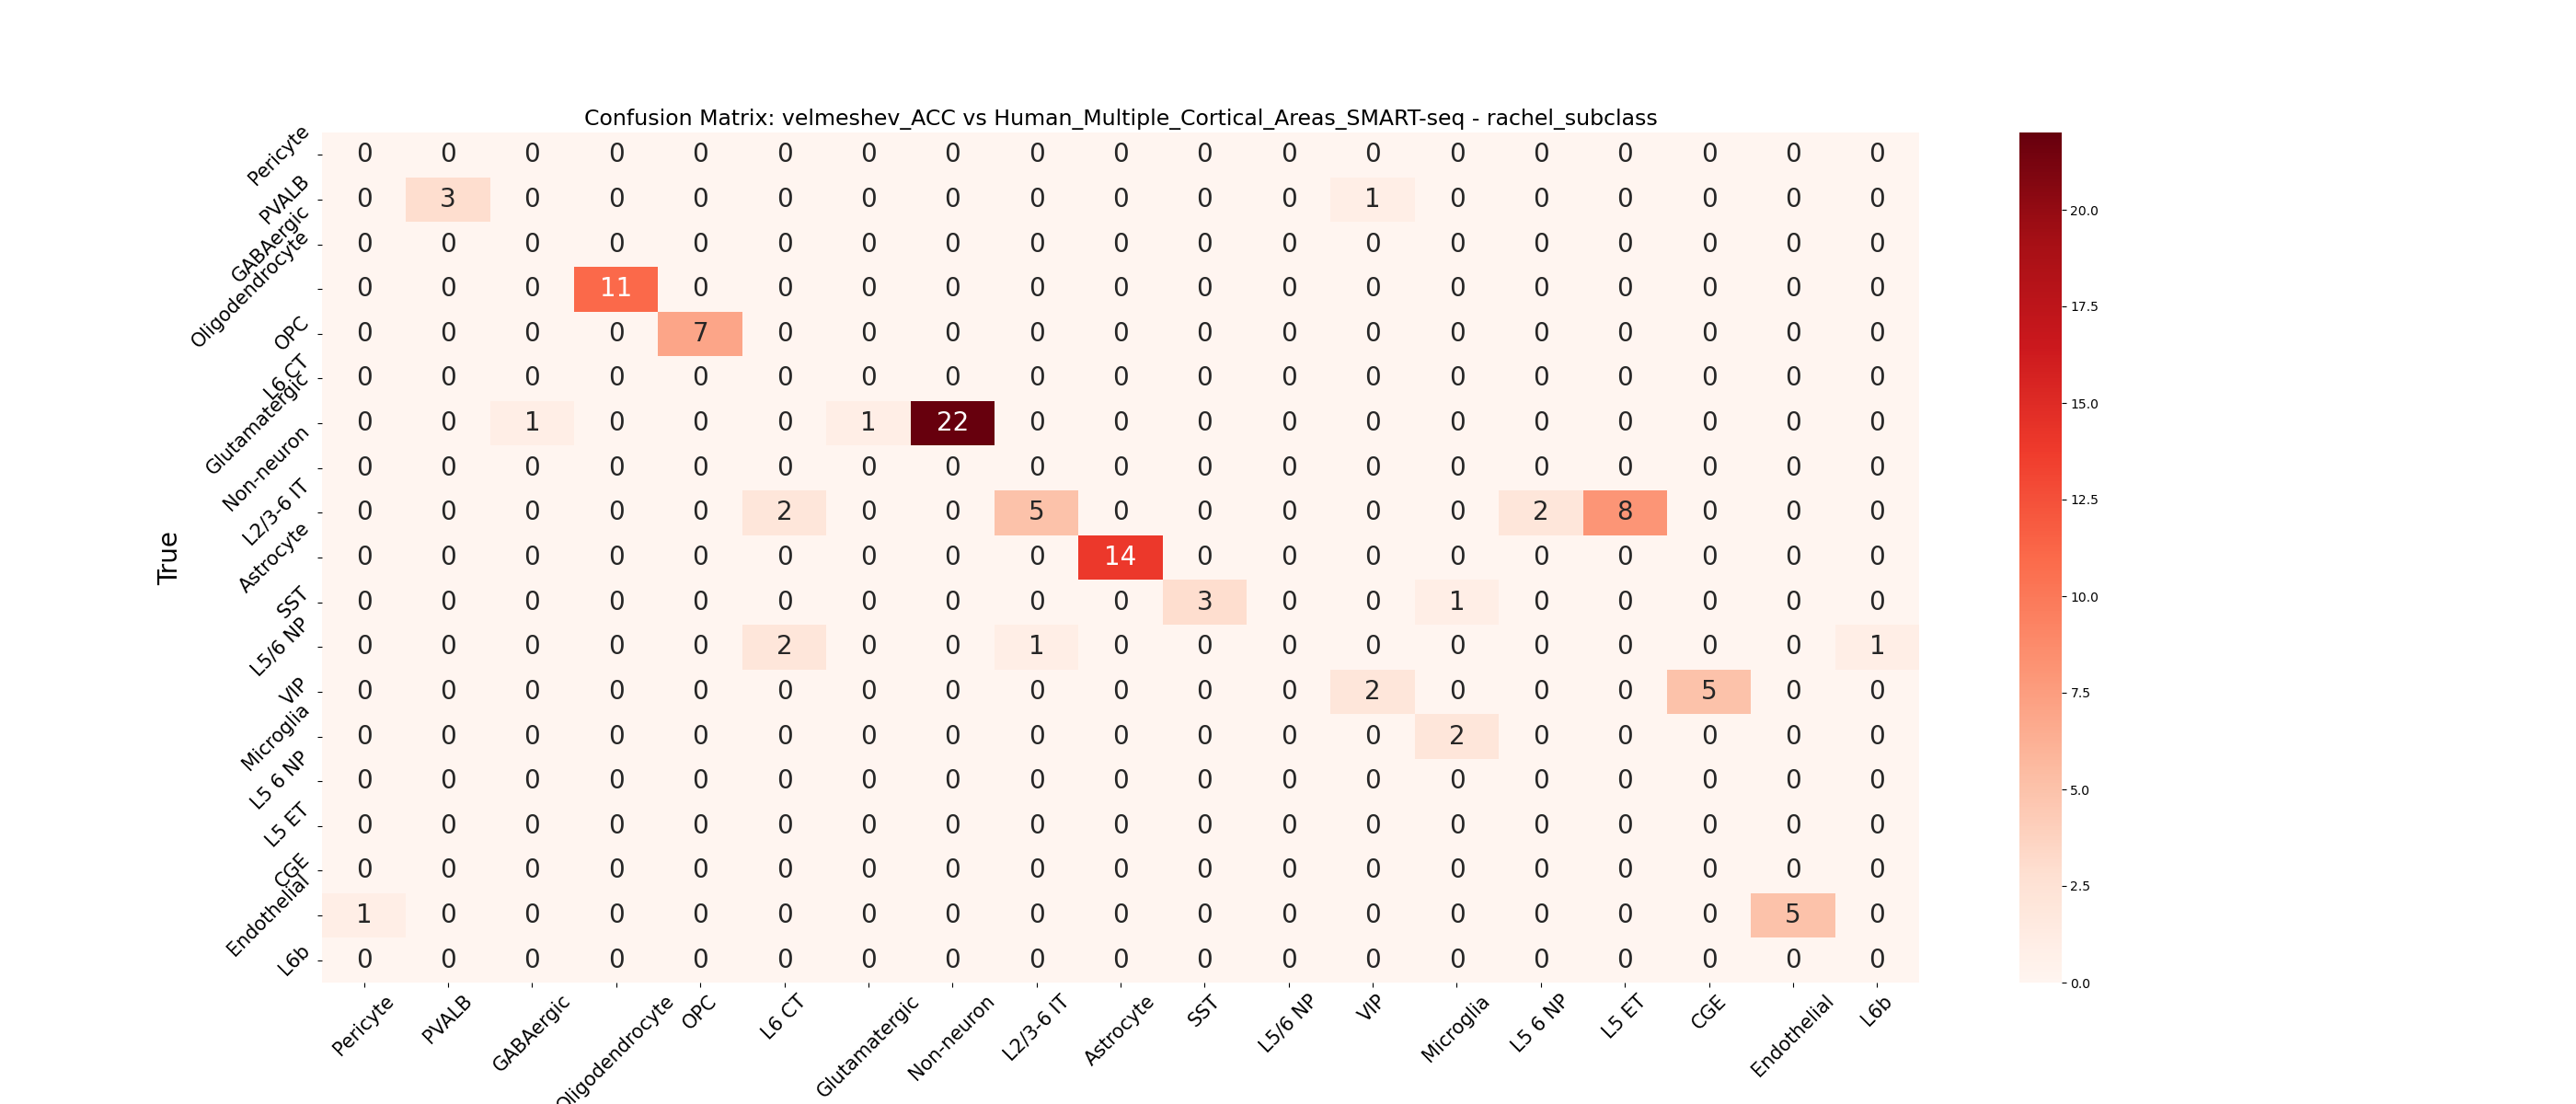 Confusion Matrix: velmeshev_ACC vs Human_Multiple_Cortical_Areas_SMART-seq - rachel_subclass
True
Pericyte 0 0 0 0 0 0 0 0 0 0 0 0 0 0 0 0 0 0 0
PVALB 0 3 0 0 0 0 0 0 0 0 0 0 1 0 0 0 0 0 0
GABAergic 0 0 0 0 0 0 0 0 0 0 0 0 0 0 0 0 0 0 0
Oligodendrocyte 0 0 0 11 0 0 0 0 0 0 0 0 0 0 0 0 0 0 0
OPC 0 0 0 0 7 0 0 0 0 0 0 0 0 0 0 0 0 0 0
L6 CT 0 0 0 0 0 0 0 0 0 0 0 0 0 0 0 0 0 0 0
Glutamatergic 0 0 1 0 0 0 1 22 0 0 0 0 0 0 0 0 0 0 0
Non-neuron 0 0 0 0 0 0 0 0 0 0 0 0 0 0 0 0 0 0 0
L2/3-6 IT 0 0 0 0 0 2 0 0 5 0 0 0 0 0 2 8 0 0 0
Astrocyte 0 0 0 0 0 0 0 0 0 14 0 0 0 0 0 0 0 0 0
SST 0 0 0 0 0 0 0 0 0 0 3 0 0 1 0 0 0 0 0
L5/6 NP 0 0 0 0 0 2 0 0 1 0 0 0 0 0 0 0 0 0 1
VIP 0 0 0 0 0 0 0 0 0 0 0 0 2 0 0 0 5 0 0
Microglia 0 0 0 0 0 0 0 0 0 0 0 0 0 2 0 0 0 0 0
L5 6 NP 0 0 0 0 0 0 0 0 0 0 0 0 0 0 0 0 0 0 0
L5 ET 0 0 0 0 0 0 0 0 0 0 0 0 0 0 0 0 0 0 0
CGE 0 0 0 0 0 0 0 0 0 0 0 0 0 0 0 0 0 0 0
Endothelial 1 0 0 0 0 0 0 0 0 0 0 0 0 0 0 0 0 5 0
L6b 0 0 0 0 0 0 0 0 0 0 0 0 0 0 0 0 0 0 0
Pericyte PVALB GABAergic Oligodendrocyte OPC L6 CT Glutamatergic Non-neuron L2/3-6 IT Astrocyte SST L5/6 NP VIP Microglia L5 6 NP L5 ET CGE Endothelial L6b
20.0
17.5
15.0
12.5
10.0
7.5
5.0
2.5
0.0